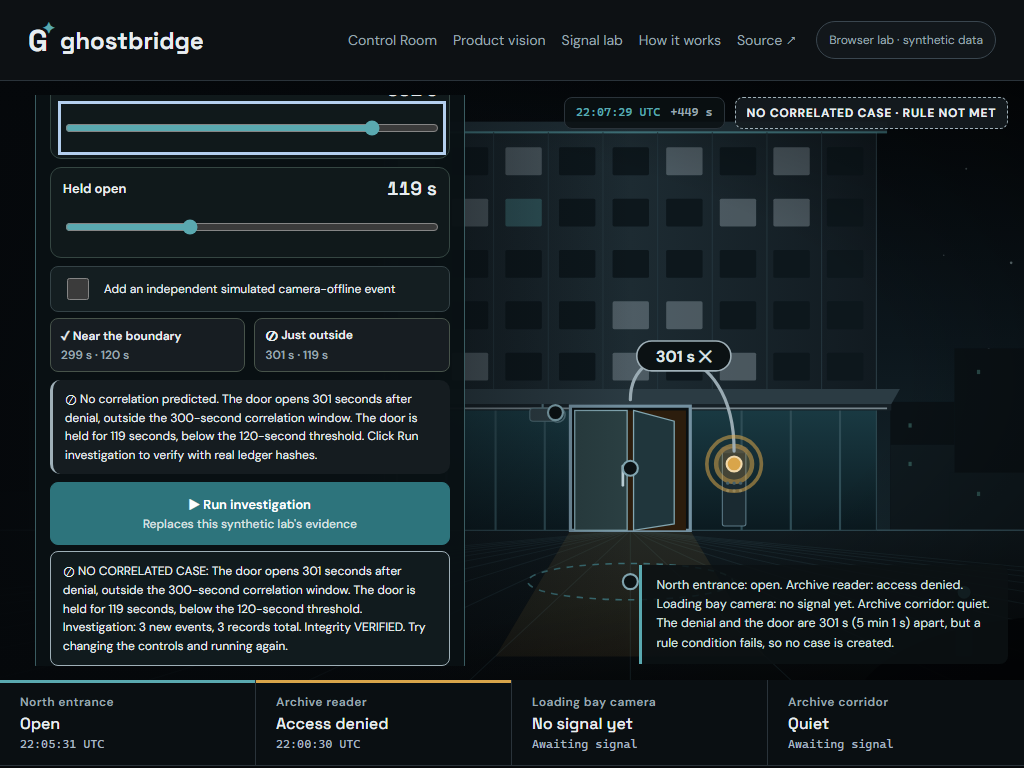 ghostbridge
Control Room
Product vision
Signal lab
How it works
Source ↗
Browser lab · synthetic data
22:07:29 UTC +449 s
NO CORRELATED CASE · RULE NOT MET
Held open
119 s
Add an independent simulated camera-offline event
✓ Near the boundary
299 s · 120 s
⊘ Just outside
301 s · 119 s
⊘ No correlation predicted. The door opens 301 seconds after
denial, outside the 300-second correlation window. The door is
held for 119 seconds, below the 120-second threshold. Click Run
investigation to verify with real ledger hashes.
▶ Run investigation
Replaces this synthetic lab's evidence
⊘ NO CORRELATED CASE: The door opens 301 seconds after
denial, outside the 300-second correlation window. The door is
held for 119 seconds, below the 120-second threshold.
Investigation: 3 new events, 3 records total. Integrity VERIFIED. Try
changing the controls and running again.
301 s ✕
North entrance: open. Archive reader: access denied.
Loading bay camera: no signal yet. Archive corridor: quiet.
The denial and the door are 301 s (5 min 1 s) apart, but a
rule condition fails, so no case is created.
North entrance
Open
22:05:31 UTC
Archive reader
Access denied
22:00:30 UTC
Loading bay camera
No signal yet
Awaiting signal
Archive corridor
Quiet
Awaiting signal